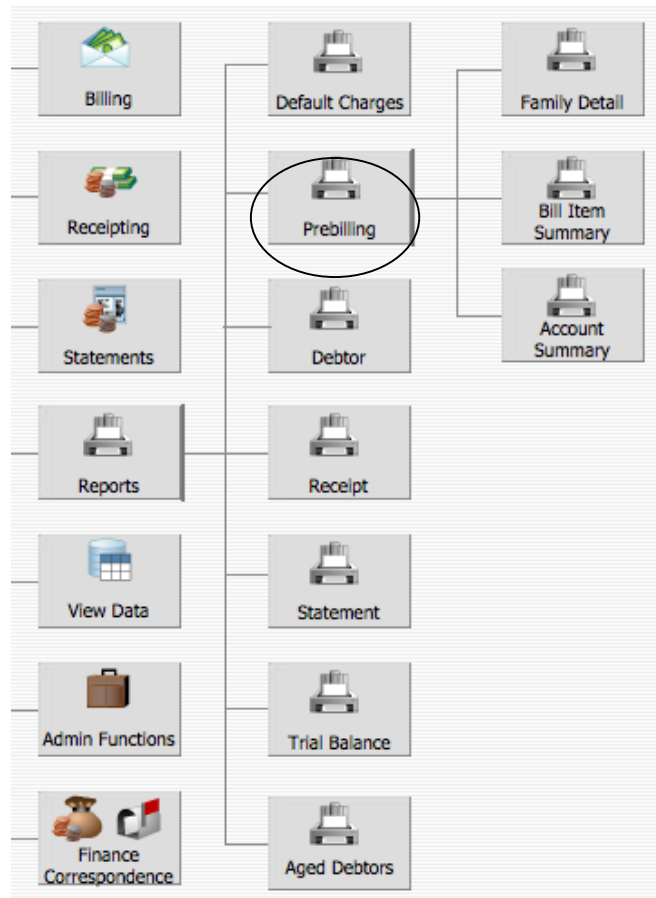 Billing
Default Charges
Family Detail
Receipting
Prebilling
Bill Item
Summary
Statements
Debtor
Account
Summary
Reports
Receipt
View Data
Statement
Admin Functions
Trial Balance
Finance
Correspondence
Aged Debtors